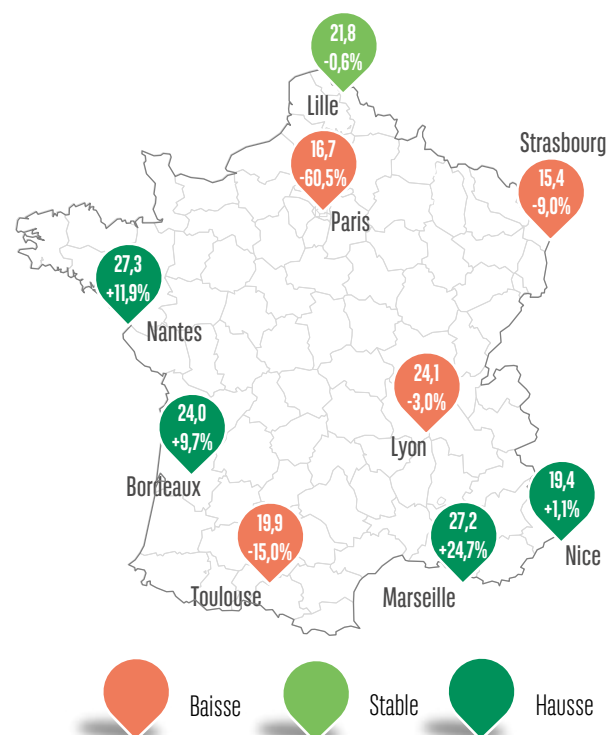 21,8
-0,6%
Lille
16,7
-60,5%
Paris
Strasbourg
15,4
-9,0%
27,3
+11,9%
Nantes
24,1
-3,0%
Lyon
24,0
+9,7%
Bordeaux
19,4
+1,1%
Nice
19,9
-15,0%
Toulouse
27,2
+24,7%
Marseille
Baisse
Stable
Hausse